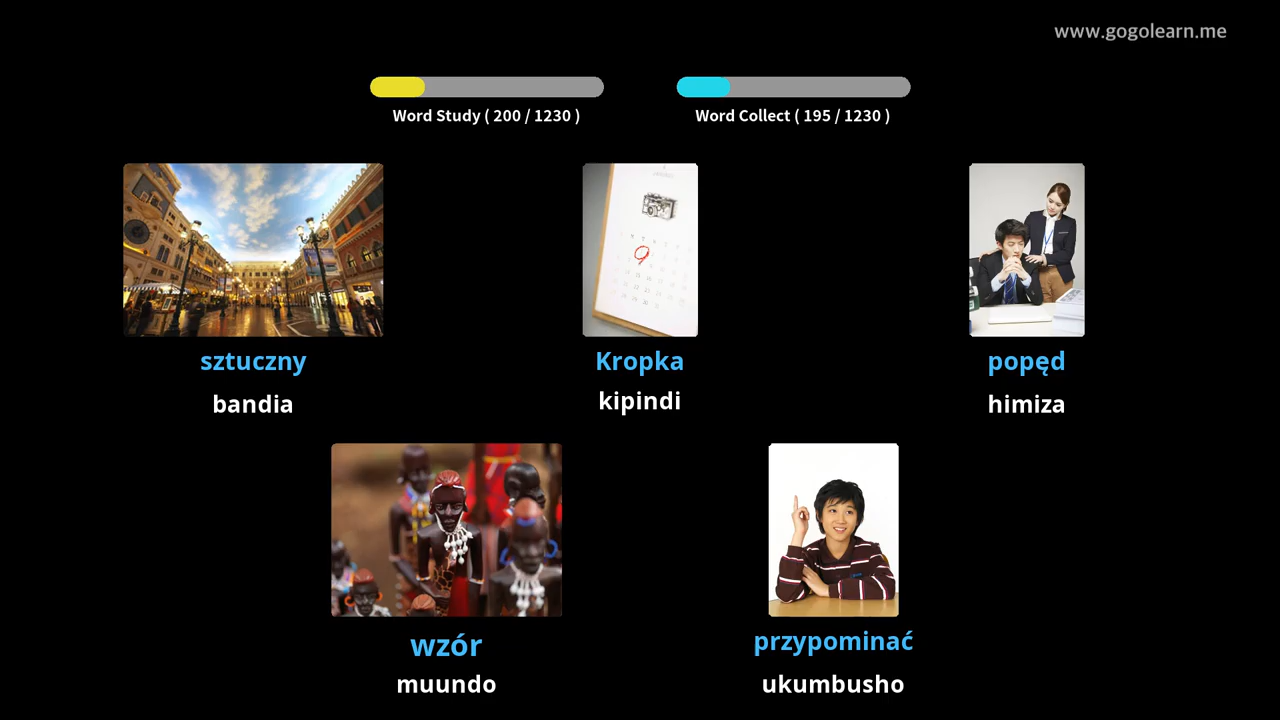 www.gogolearn.me
Word Study ( 200 / 1230 )
Word Collect ( 195 / 1230 )
sztuczny
bandia
Kropka
kipindi
popęd
himiza
wzór
muundo
przypominać
ukumbusho